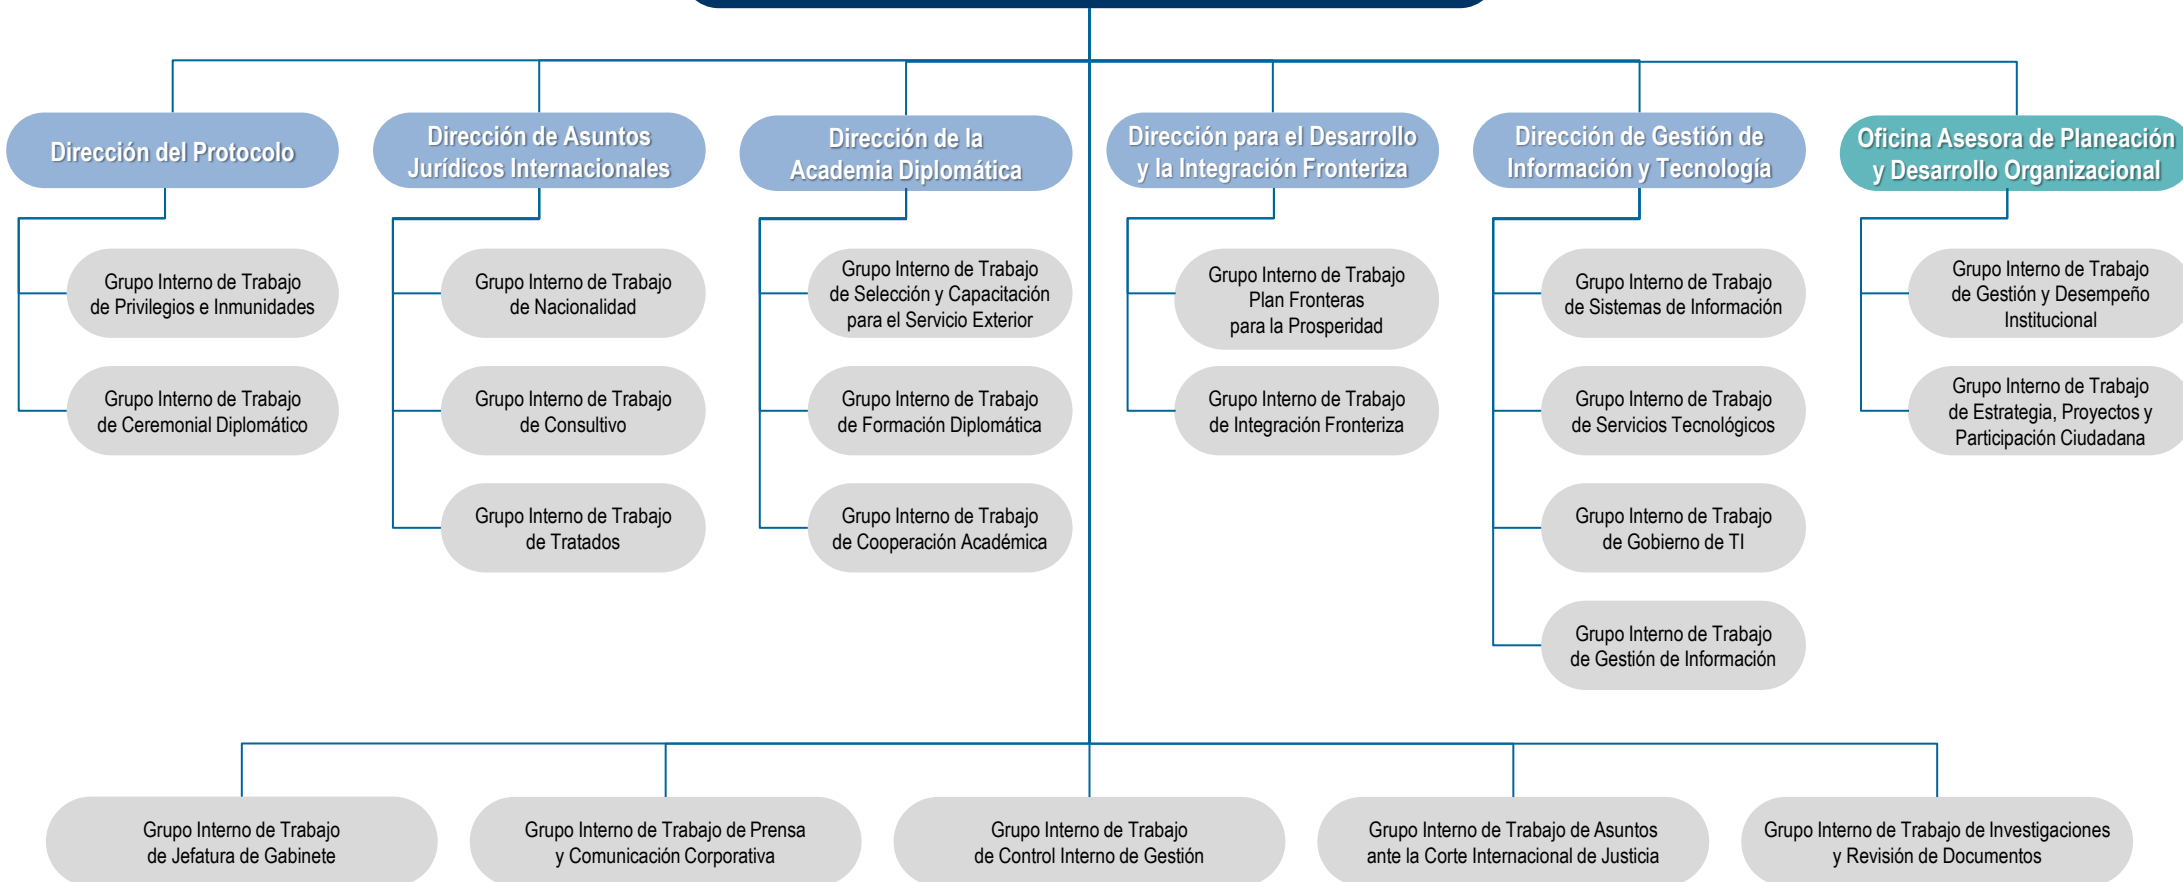 Dirección del Protocolo
Grupo Interno de Trabajo
de Privilegios e Inmunidades
Grupo Interno de Trabajo
de Ceremonial Diplomático
Dirección de Asuntos
Jurídicos Internacionales
Grupo Interno de Trabajo
de Nacionalidad
Grupo Interno de Trabajo
de Consultivo
Grupo Interno de Trabajo
de Tratados
Dirección de la
Academia Diplomática
Grupo Interno de Trabajo
de Selección y Capacitación
para el Servicio Exterior
Grupo Interno de Trabajo
de Formación Diplomática
Grupo Interno de Trabajo
de Cooperación Académica
Dirección para el Desarrollo
y la Integración Fronteriza
Grupo Interno de Trabajo
Plan Fronteras
para la Prosperidad
Grupo Interno de Trabajo
de Integración Fronteriza
Dirección de Gestión de
Información y Tecnología
Grupo Interno de Trabajo
de Sistemas de Información
Grupo Interno de Trabajo
de Servicios Tecnológicos
Grupo Interno de Trabajo
de Gobierno de TI
Grupo Interno de Trabajo
de Gestión de Información
Oficina Asesora de Planeación
y Desarrollo Organizacional
Grupo Interno de Trabajo
de Gestión y Desempeño
Institucional
Grupo Interno de Trabajo
de Estrategia, Proyectos y
Participación Ciudadana
Grupo Interno de Trabajo
de Jefatura de Gabinete
Grupo Interno de Trabajo de Prensa
y Comunicación Corporativa
Grupo Interno de Trabajo
de Control Interno de Gestión
Grupo Interno de Trabajo de Asuntos
ante la Corte Internacional de Justicia
Grupo Interno de Trabajo de Investigaciones
y Revisión de Documentos